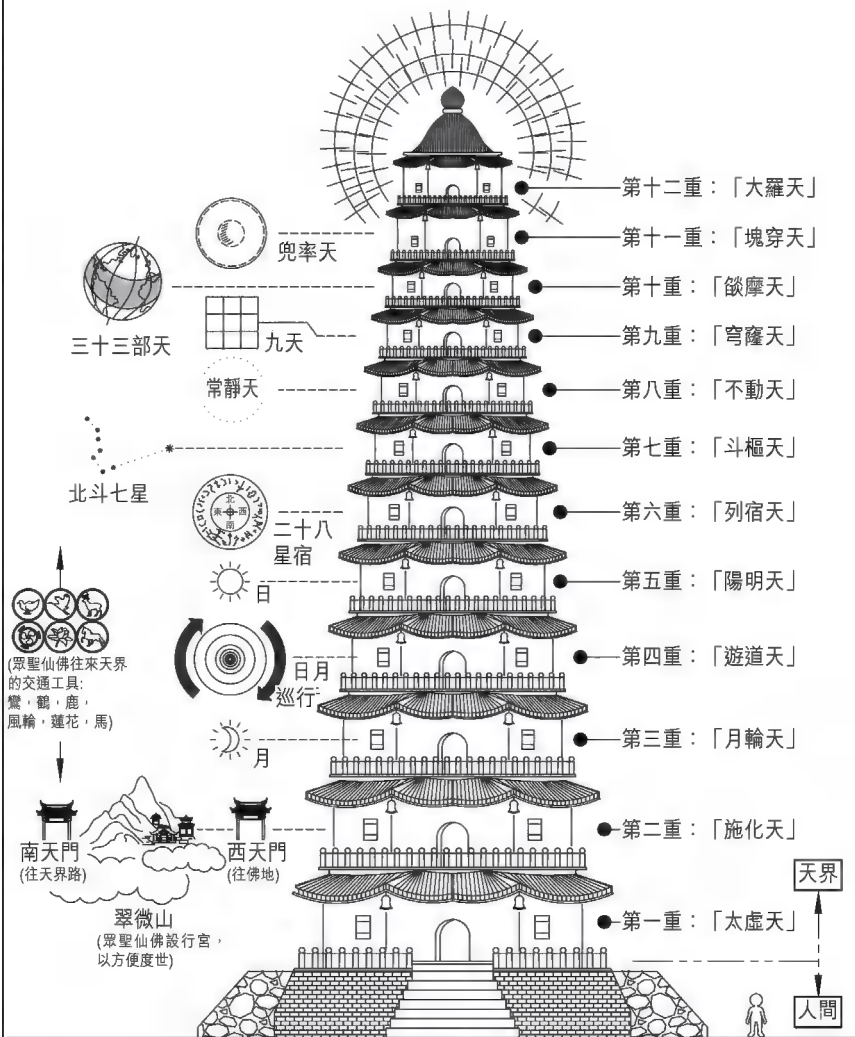 第十二重：「大羅天」
第十一重：「塊穿天」
兜率天
第十重：「燄摩天」
三十三部天
第九重：「穹窿天」
九天
第八重：「不動天」
常靜天
第七重：「斗樞天」
北斗七星
第六重：「列宿天」
北
東 西
南
二十八
星宿
第五重：「陽明天」
日
第四重：「遊道天」
日月
巡行
(眾聖仙佛往來天界
的交通工具:
鸞，鶴，鹿，
風輪，蓮花，馬)
第三重：「月輪天」
月
第二重：「施化天」
南天門
(往天界路)
西天門
(往佛地)
翠微山
(眾聖仙佛設行宮，
以方便度世)
第一重：「太虛天」
天界
人間